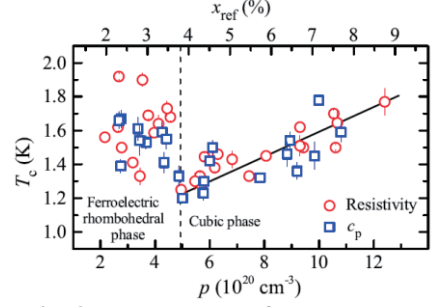 x_ref (%)
2 3 4 4 5 6 7 8 9
2.0
1.8
1.6
1.4
1.2
1.0
T_c (K)
Ferroelectric
rhombohedral
phase
Cubic phase
Resistivity
c_p
2 4 6 8 10 12
p (10^20 cm^-3)